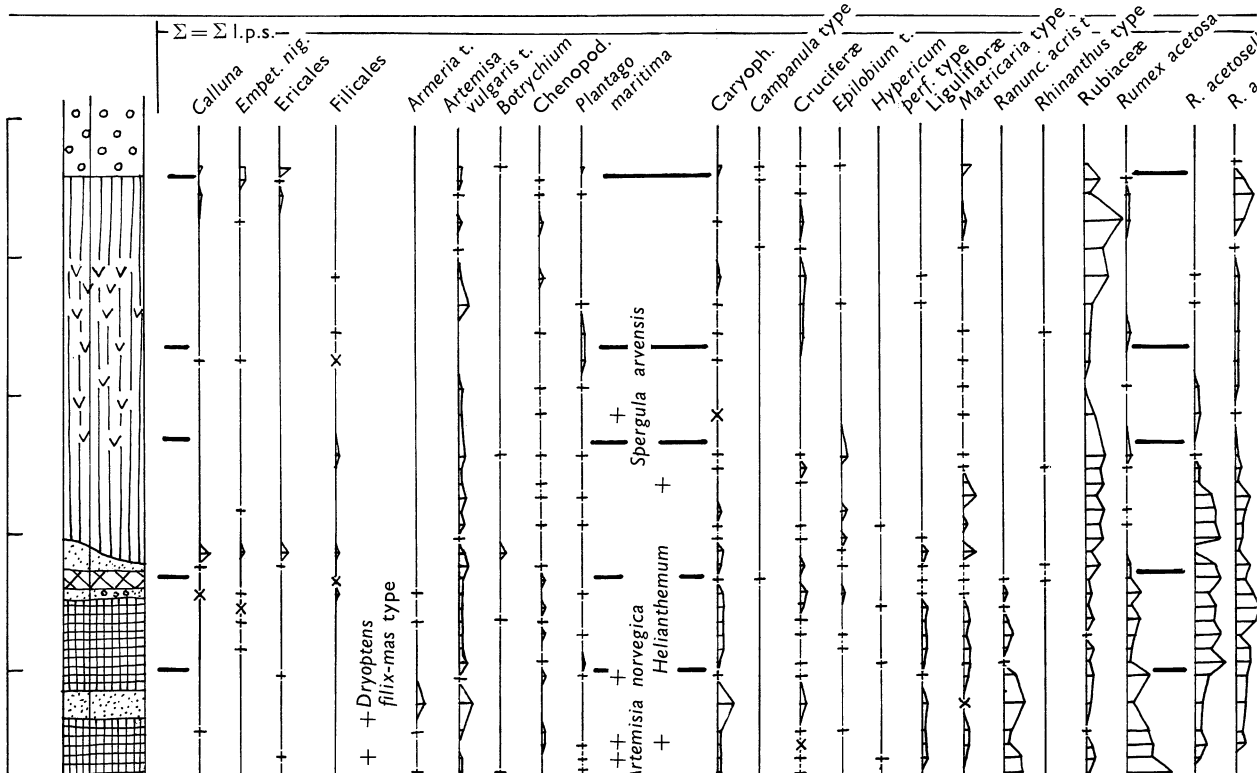 Σ = Σ l.p.s.
Calluna
Empet. nig.
Ericales
Filicales
Armeria t.
Artemisa
vulgaris t.
Botrychium
Chenopod.
Plantago
maritima
Caryoph.
Campanula type
Cruciferæ
Epilobium t.
Hypericum
perf. type
Ligulifloræ
Matricaria type
Ranunc. acris t
Rhinanthus type
Rubiaceæ
Rumex acetosa
R. acetosel
R. a
+ Spergula arvensis
+
+ + Dryoptens
filix-mas type
++ Artemisia norvegica +
+ Helianthemum